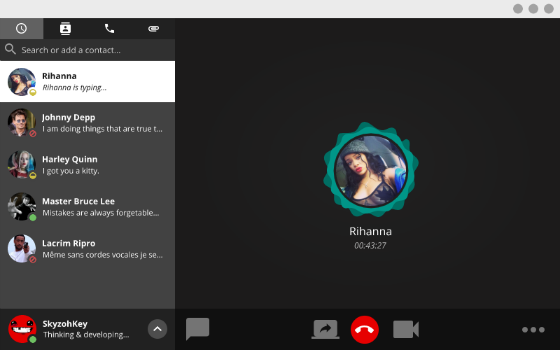 Search or add a contact...
Rihanna
Rihanna is typing...
Johnny Depp
I am doing things that are true t...
Harley Quinn
I got you a kitty.
Master Bruce Lee
Mistakes are always forgetable...
Lacrim Ripro
Même sans cordes vocales je se...
SkyzohKey
Thinking & developing...
Rihanna
00:43:27